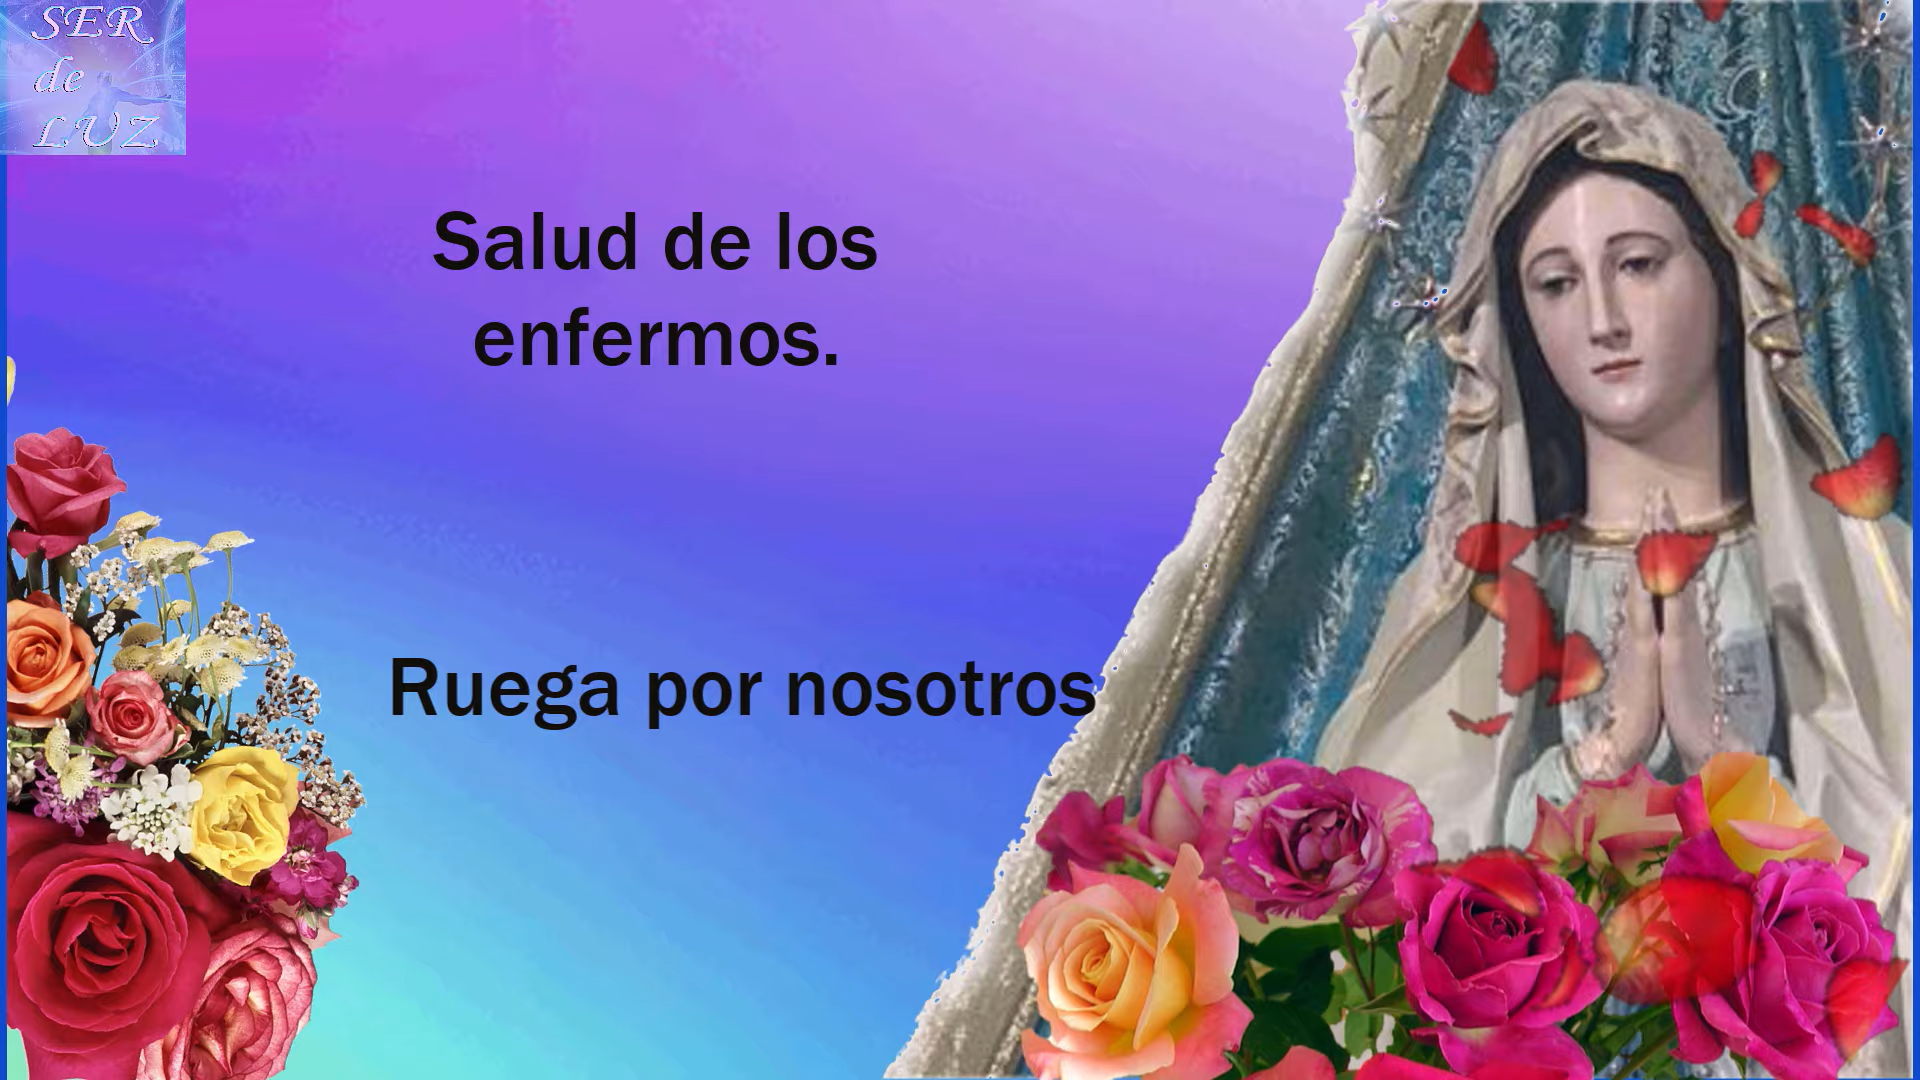 SER
de
LUZ
Salud de los
enfermos.
Ruega por nosotros